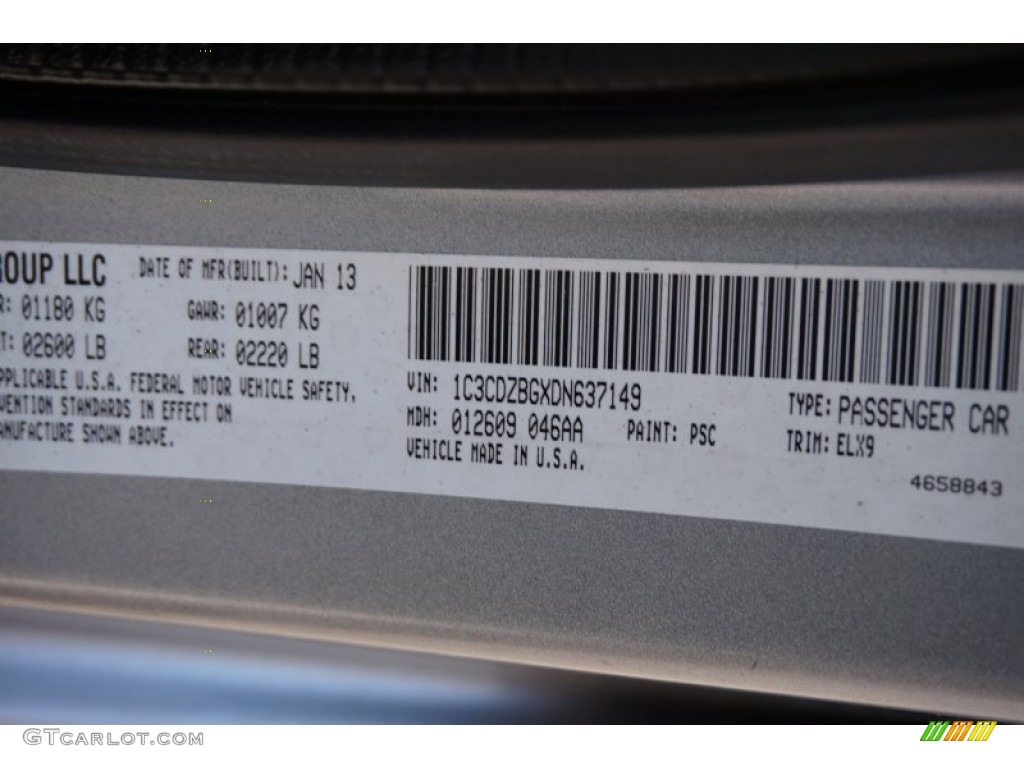 ROUP LLC DATE OF MFR(BUILT): JAN 13
R: 01180 KG GAWR: 01007 KG
T: 02600 LB REAR: 02220 LB
PPLICABLE U.S.A. FEDERAL MOTOR VEHICLE SAFETY,
VENTION STANDARDS IN EFFECT ON
ANUFACTURE SHOWN ABOVE.
VIN: 1C3CDZBGXDN637149 TYPE: PASSENGER CAR
MDH: 012609 046AA PAINT: PSC TRIM: ELX9
VEHICLE MADE IN U.S.A.
4658843
GTCARLOT.COM